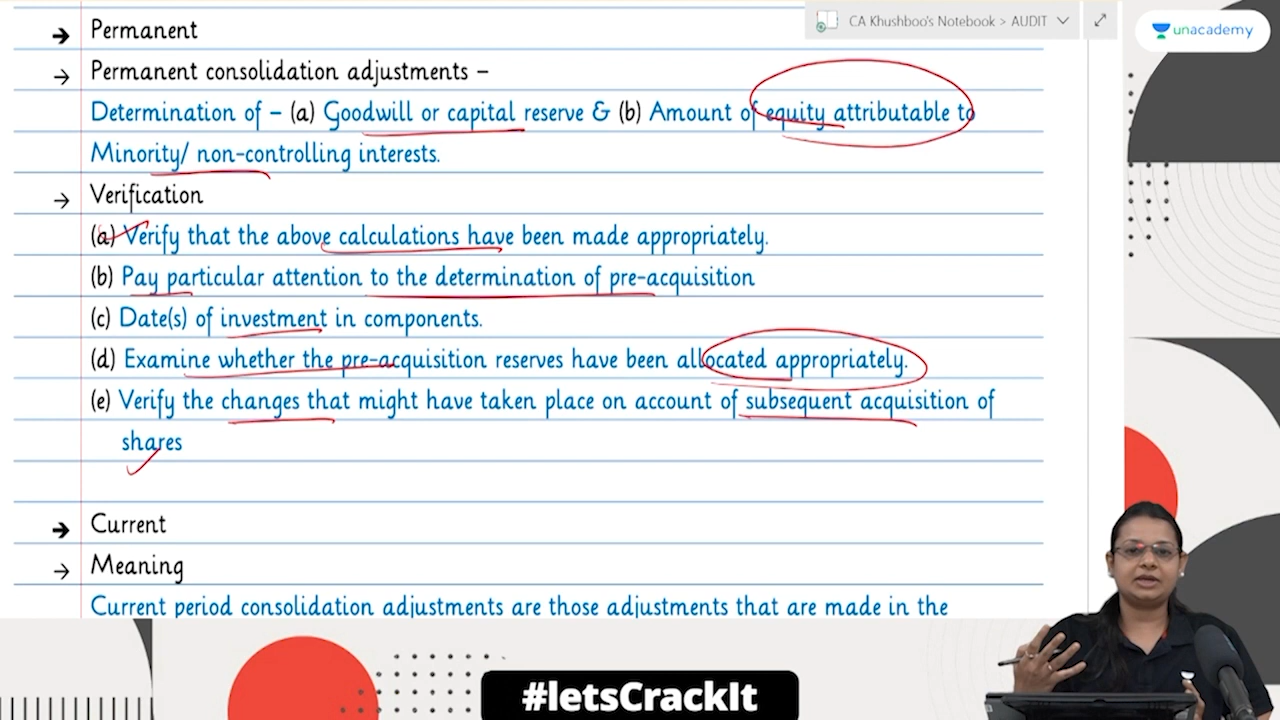 CA Khushboo's Notebook > AUDIT
unacademy
→ Permanent
→ Permanent consolidation adjustments –
Determination of – (a) Goodwill or capital reserve & (b) Amount of equity attributable to
Minority/ non-controlling interests.
→ Verification
(a) Verify that the above calculations have been made appropriately.
(b) Pay particular attention to the determination of pre-acquisition
(c) Date(s) of investment in components.
(d) Examine whether the pre-acquisition reserves have been allocated appropriately.
(e) Verify the changes that might have taken place on account of subsequent acquisition of
shares
→ Current
→ Meaning
Current period consolidation adjustments are those adjustments that are made in the
#letsCrackIt